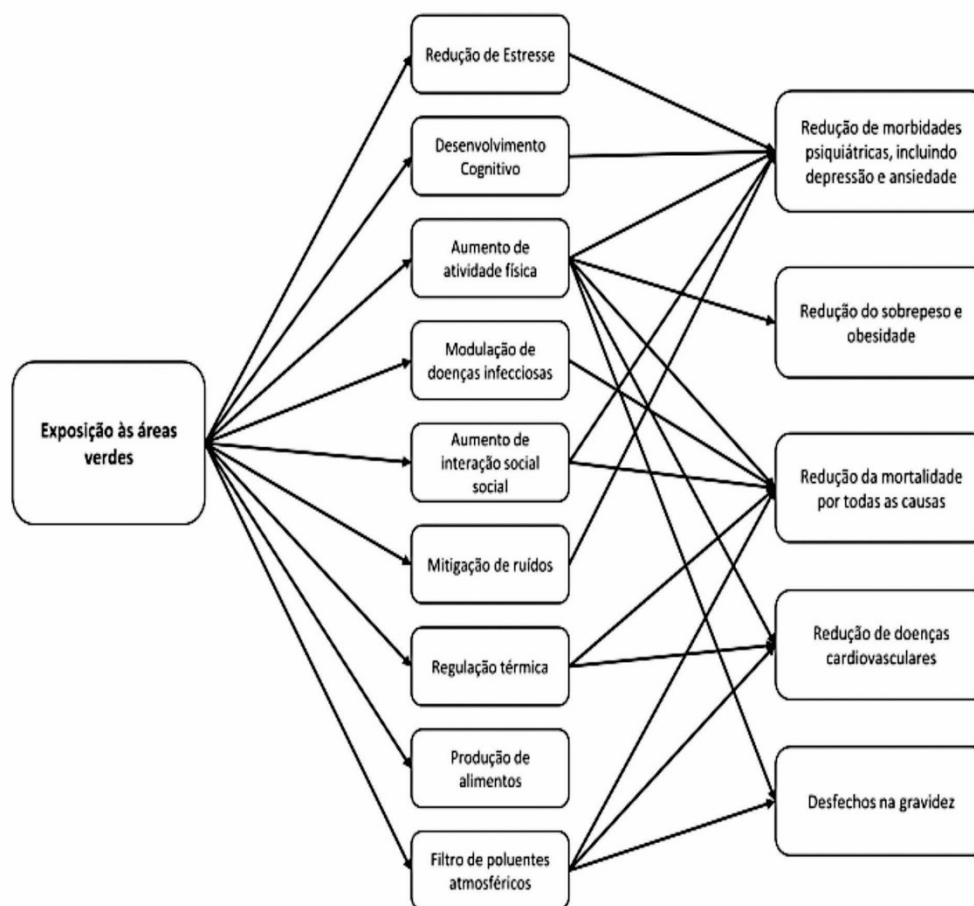 Exposição às áreas
verdes
Redução de Estresse
Desenvolvimento
Cognitivo
Aumento de
atividade física
Modulação de
doenças infecciosas
Aumento de
interação social
social
Mitigação de ruídos
Regulação térmica
Produção de
alimentos
Filtro de poluentes
atmosféricos
Redução de morbidades
psiquiátricas, incluindo
depressão e ansiedade
Redução do sobrepeso e
obesidade
Redução da mortalidade
por todas as causas
Redução de doenças
cardiovasculares
Desfechos na gravidez